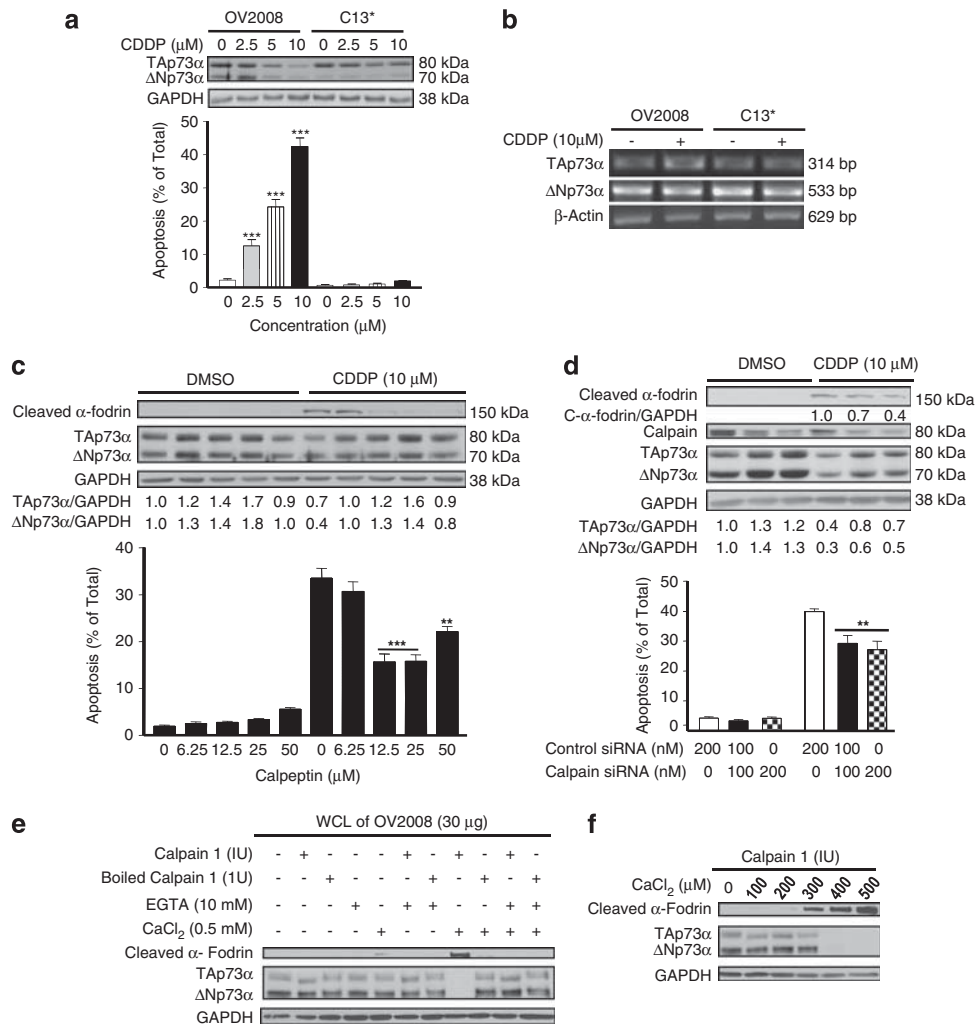 a
OV2008 C13*
CDDP (μM) 0 2.5 5 10 0 2.5 5 10
TAp73α 80 kDa
ΔNp73α 70 kDa
GAPDH 38 kDa
Apoptosis (% of Total)
50
40
30
20
10
0
*** *** ***
0 2.5 5 10 0 2.5 5 10
Concentration (μM)
b
OV2008 C13*
CDDP (10μM) - + - +
TAp73α 314 bp
ΔNp73α 533 bp
β-Actin 629 bp
c
DMSO CDDP (10 μM)
Cleaved α-fodrin 150 kDa
TAp73α 80 kDa
ΔNp73α 70 kDa
GAPDH 38 kDa
TAp73α/GAPDH 1.0 1.2 1.4 1.7 0.9 0.7 1.0 1.2 1.6 0.9
ΔNp73α/GAPDH 1.0 1.3 1.4 1.8 1.0 0.4 1.0 1.3 1.4 0.8
Apoptosis (% of Total)
40
30
20
10
0
*** **
0 6.25 12.5 25 50 0 6.25 12.5 25 50
Calpeptin (μM)
d
DMSO CDDP (10 μM)
Cleaved α-fodrin 150 kDa
C-α-fodrin/GAPDH 1.0 0.7 0.4
Calpain 80 kDa
TAp73α 80 kDa
ΔNp73α 70 kDa
GAPDH 38 kDa
TAp73α/GAPDH 1.0 1.3 1.2 0.4 0.8 0.7
ΔNp73α/GAPDH 1.0 1.4 1.3 0.3 0.6 0.5
Apoptosis (% of Total)
50
40
30
20
30
10
0
**
Control siRNA (nM) 200 100 0 200 100 0
Calpain siRNA (nM) 0 100 200 0 100 200
e
WCL of OV2008 (30 μg)
Calpain 1 (IU) - + - - - + - + - + -
Boiled Calpain 1 (1U) - - + - - - + - + - +
EGTA (10 mM) - - - + - + + - - + +
CaCl2 (0.5 mM) - - - - + - - + + + +
Cleaved α- Fodrin
TAp73α
ΔNp73α
GAPDH
f
Calpain 1 (IU)
CaCl2 (μM) 0 100 200 300 400 500
Cleaved α-Fodrin
TAp73α
ΔNp73α
GAPDH